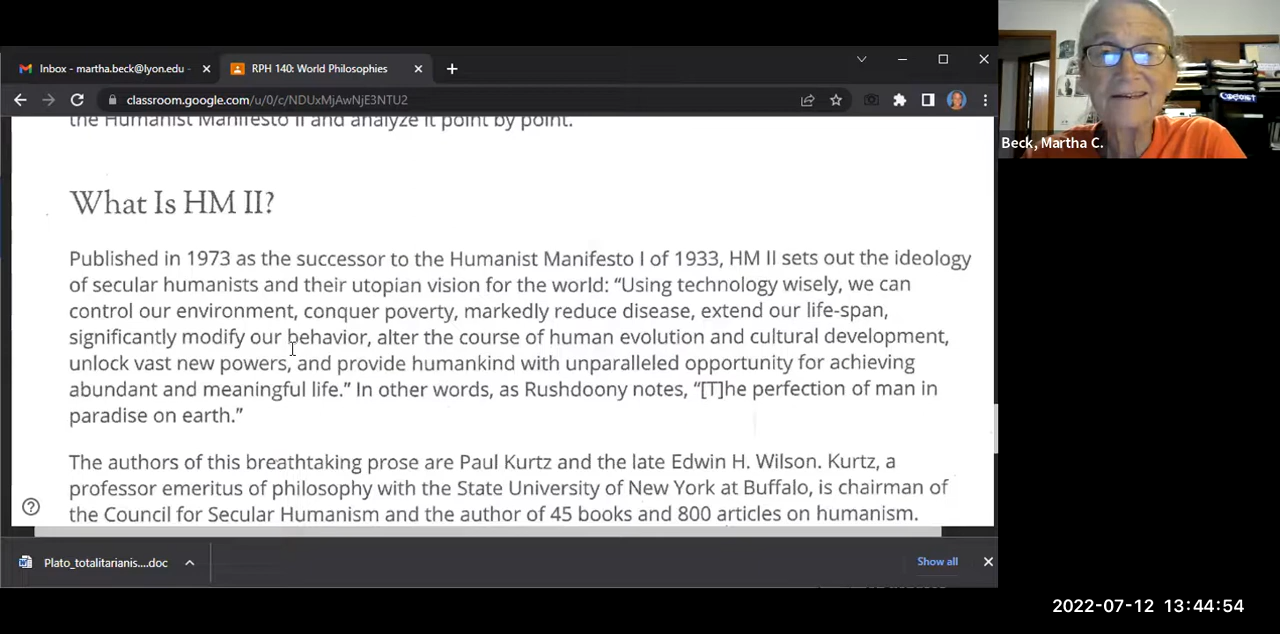 Inbox - martha.beck@lyon.edu -
RPH 140: World Philosophies
classroom.google.com/u/0/c/NDUxMjAwNjE3NTU2
the Humanist Manifesto II and analyze it point by point.
What Is HM II?
Published in 1973 as the successor to the Humanist Manifesto I of 1933, HM II sets out the ideology
of secular humanists and their utopian vision for the world: “Using technology wisely, we can
control our environment, conquer poverty, markedly reduce disease, extend our life-span,
significantly modify our behavior, alter the course of human evolution and cultural development,
unlock vast new powers, and provide humankind with unparalleled opportunity for achieving
abundant and meaningful life.” In other words, as Rushdoony notes, “[T]he perfection of man in
paradise on earth.”
The authors of this breathtaking prose are Paul Kurtz and the late Edwin H. Wilson. Kurtz, a
professor emeritus of philosophy with the State University of New York at Buffalo, is chairman of
the Council for Secular Humanism and the author of 45 books and 800 articles on humanism.
Plato_totalitarianis....doc
Show all
Beck, Martha C.
2022-07-12 13:44:54